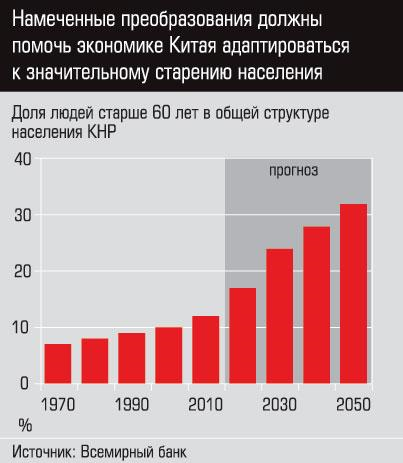 Намеченные преобразования должны
помочь экономике Китая адаптироваться
к значительному старению населения
Доля людей старше 60 лет в общей структуре
населения КНР
40
прогноз
30
20
10
0
1970 1990 2010 2030 2050
%
Источник: Всемирный банк